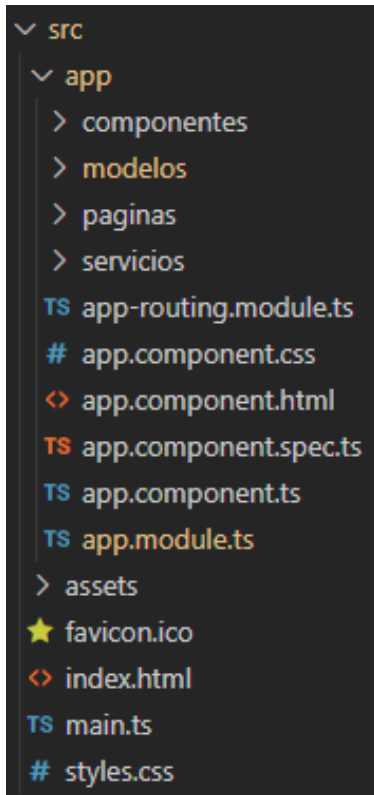 src
app
componentes
modelos
paginas
servicios
TS app-routing.module.ts
# app.component.css
<> app.component.html
TS app.component.spec.ts
TS app.component.ts
TS app.module.ts
assets
favicon.ico
<> index.html
TS main.ts
# styles.css